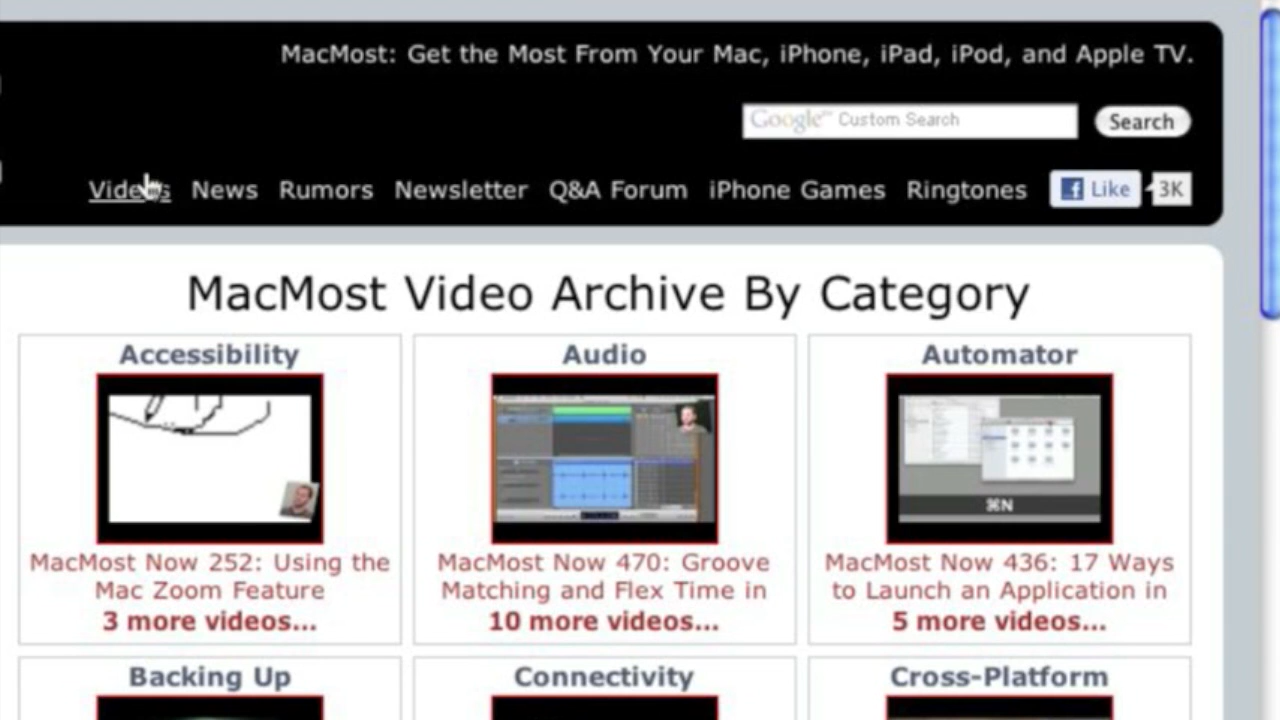 MacMost: Get the Most From Your Mac, iPhone, iPad, iPod, and Apple TV.
Google™ Custom Search
Search
Videos News Rumors Newsletter Q&A Forum iPhone Games Ringtones Like 3K
MacMost Video Archive By Category
Accessibility Audio Automator
⌘N
MacMost Now 252: Using the MacMost Now 470: Groove MacMost Now 436: 17 Ways
Mac Zoom Feature Matching and Flex Time in to Launch an Application in
3 more videos... 10 more videos... 5 more videos...
Backing Up Connectivity Cross-Platform